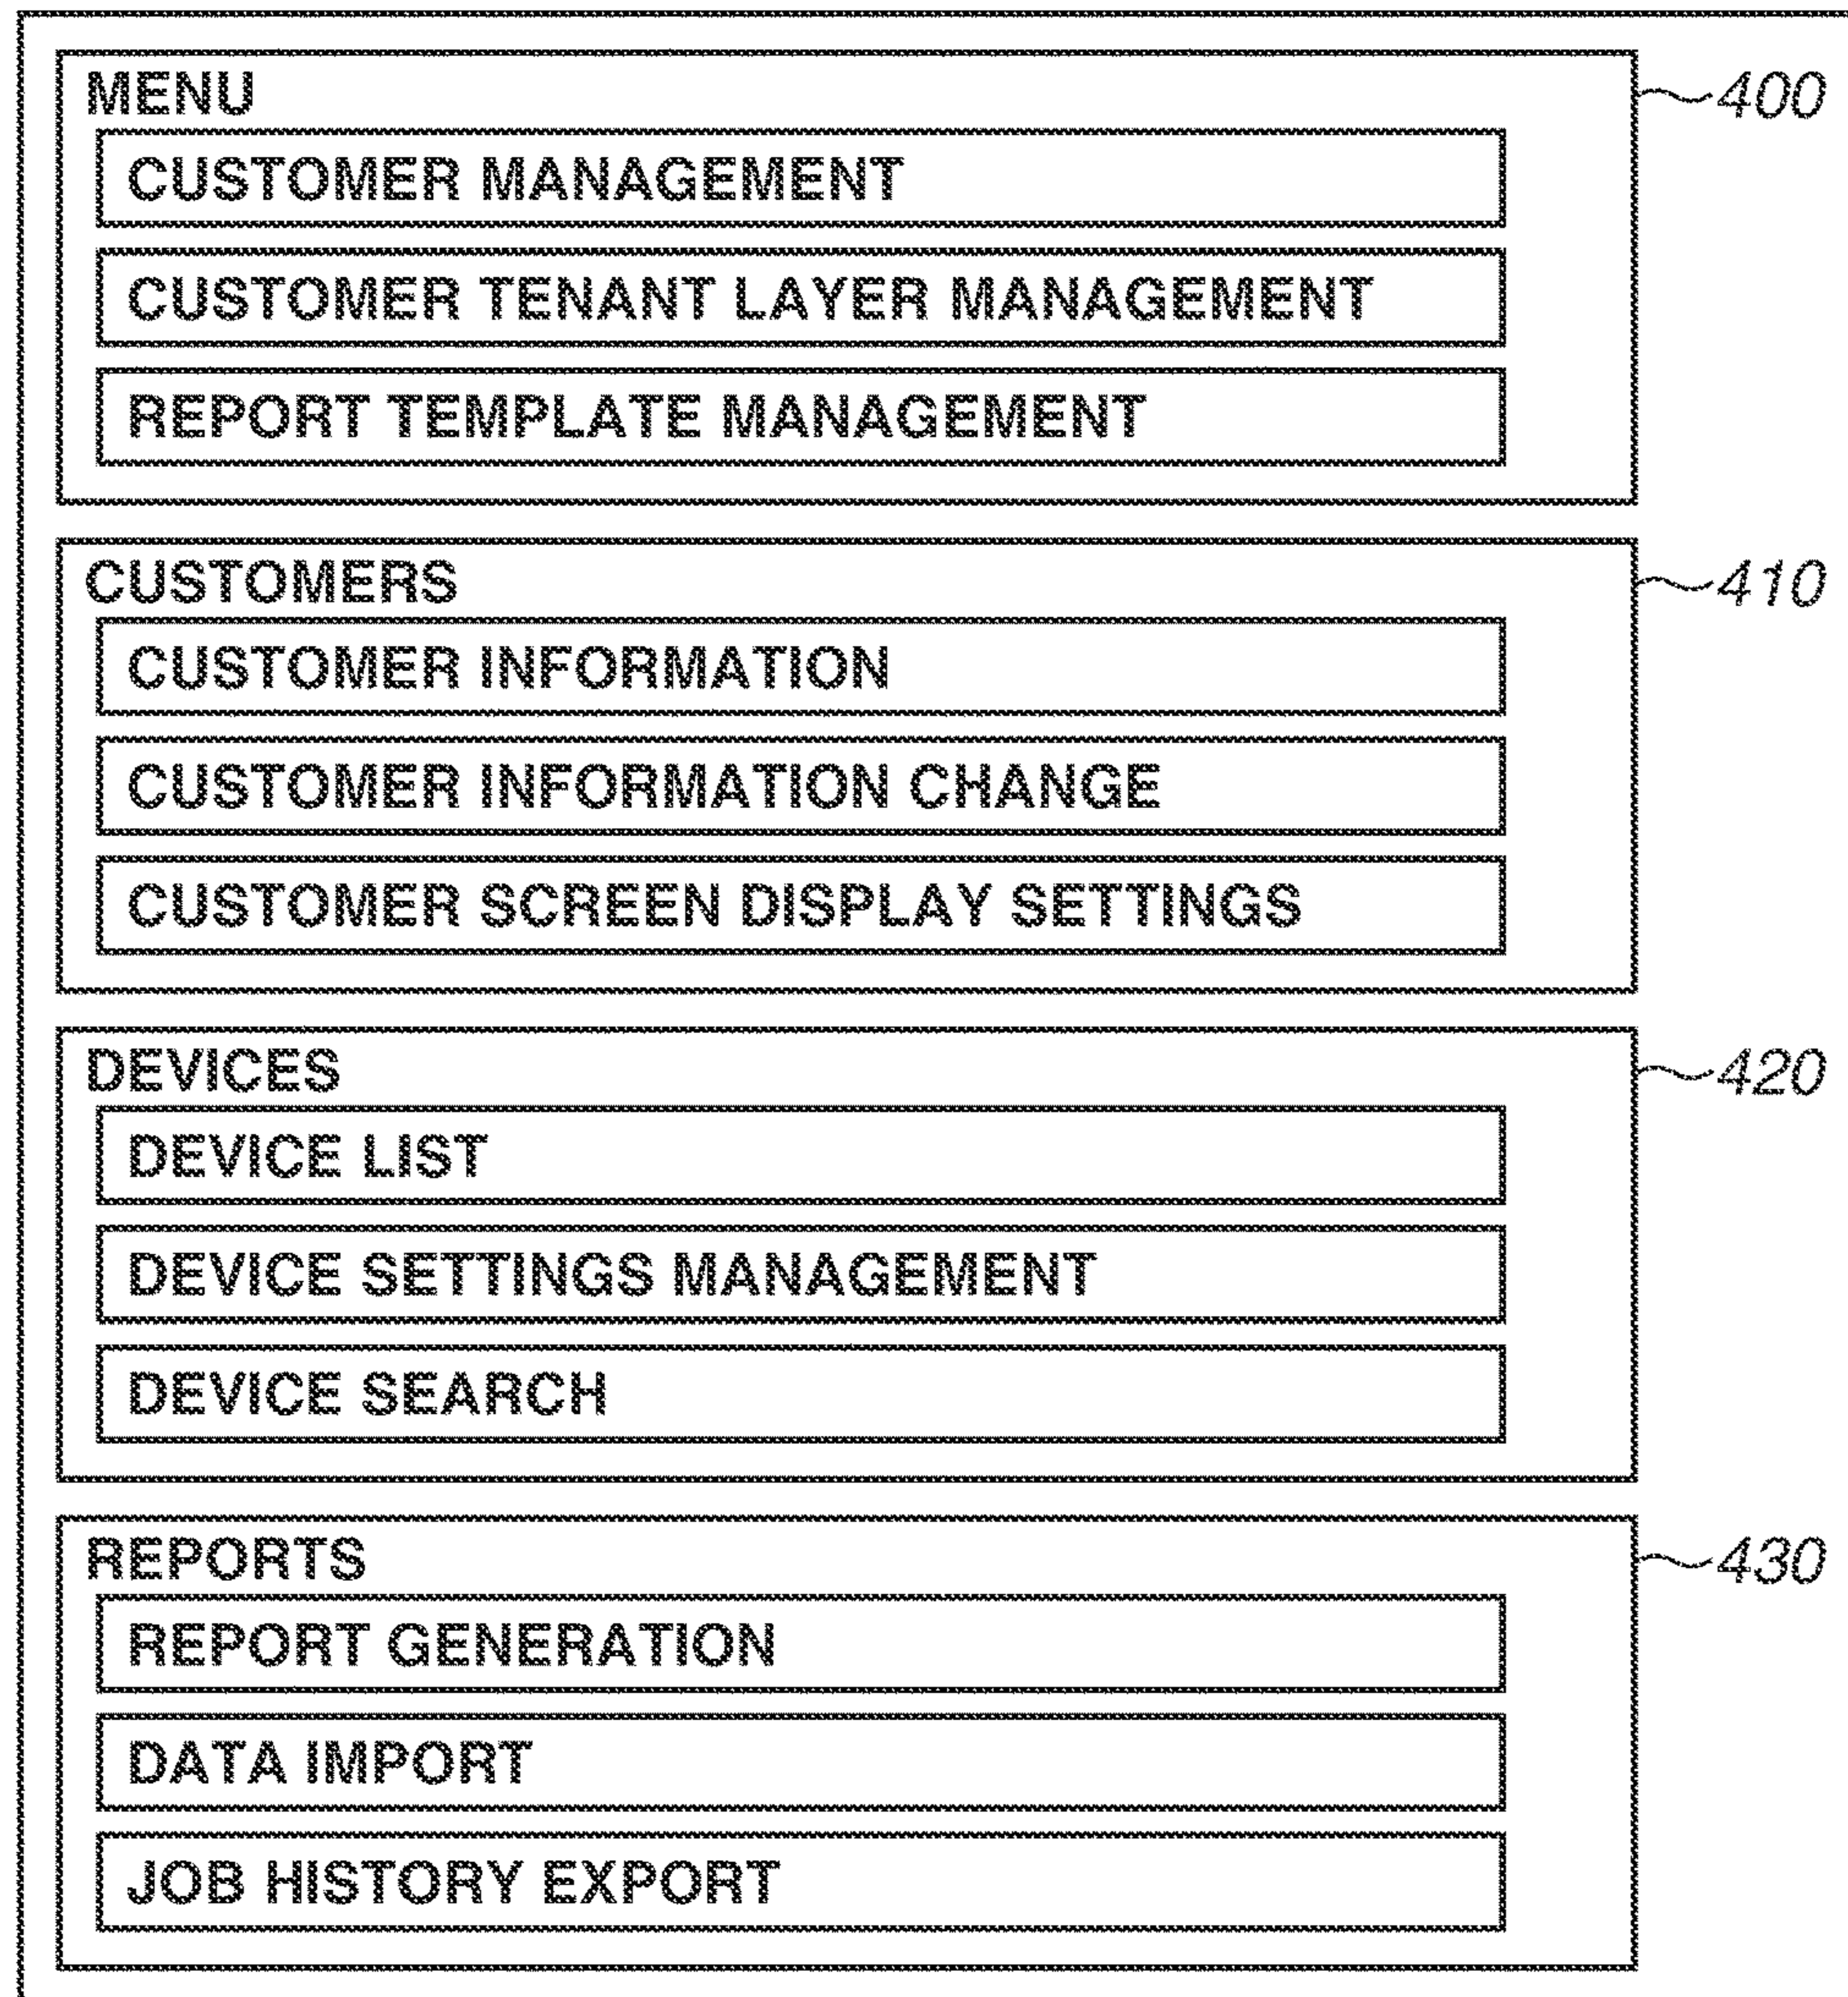 MENU
400
CUSTOMER MANAGEMENT
CUSTOMER TENANT LAYER MANAGEMENT
REPORT TEMPLATE MANAGEMENT
CUSTOMERS
410
CUSTOMER INFORMATION
CUSTOMER INFORMATION CHANGE
CUSTOMER SCREEN DISPLAY SETTINGS
DEVICES
420
DEVICE LIST
DEVICE SETTINGS MANAGEMENT
DEVICE SEARCH
REPORTS
430
REPORT GENERATION
DATA IMPORT
JOB HISTORY EXPORT